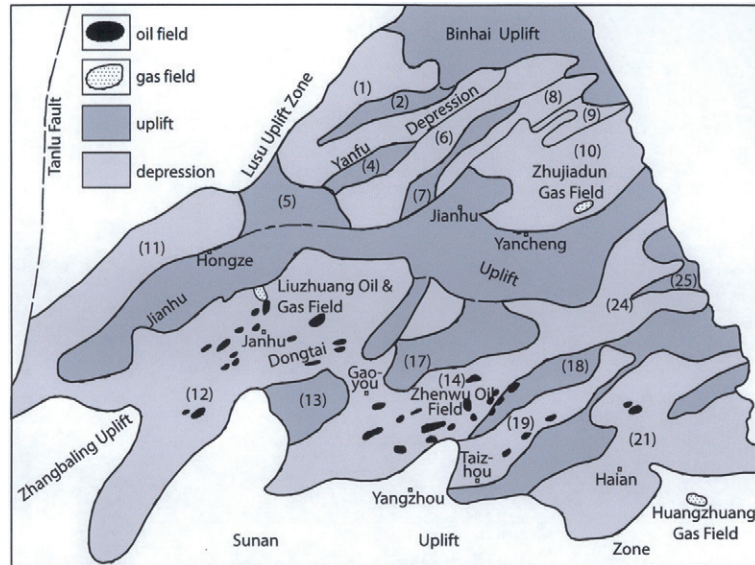 oil field
gas field
uplift
depression
Tanlu Fault
Lusu Uplift Zone
Binhai Uplift
(1)
(2)
Yanfu Depression
(4)
(6)
(8)
(9)
(10)
Zhujiadun
Gas Field
(7)
(5)
Jianhu
Yancheng
(11)
Hongze
Jianhu
Uplift
Liuzhuang Oil &
Gas Field
(25)
(24)
Janhu
Dongtai
(17)
(18)
Gao-
you
(14)
Zhenwu Oil
Field
(12)
(13)
(19)
(21)
Zhangbaling Uplift
Taiz-
hou
Haian
Yangzhou
Huangzhuang
Gas Field
Sunan
Uplift
Zone